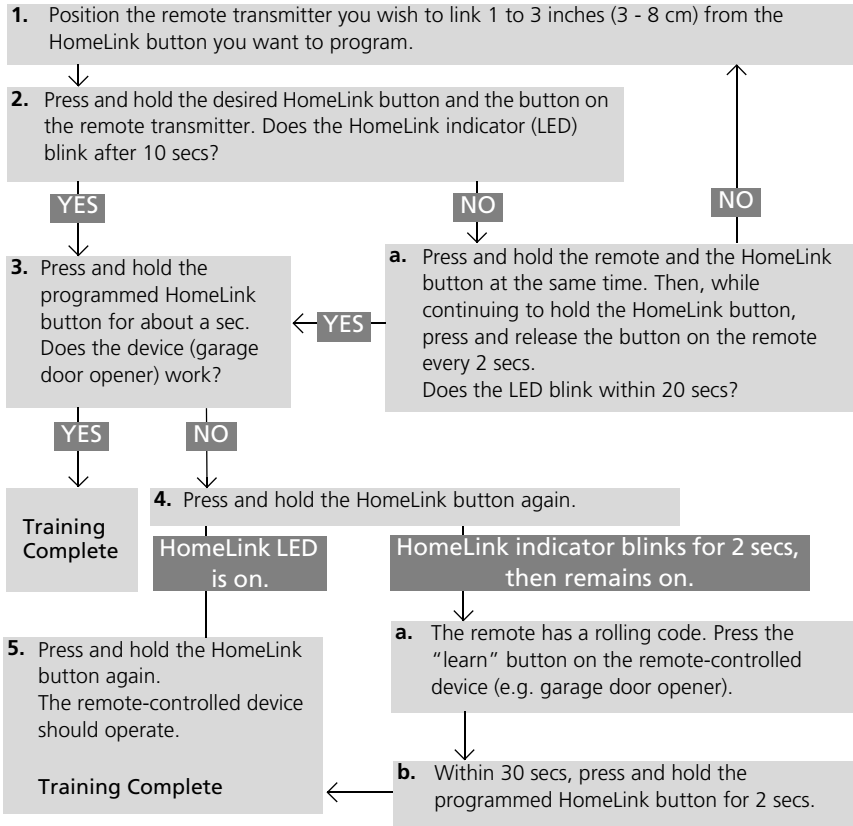 1. Position the remote transmitter you wish to link 1 to 3 inches (3 - 8 cm) from the
HomeLink button you want to program.
2. Press and hold the desired HomeLink button and the button on
the remote transmitter. Does the HomeLink indicator (LED)
blink after 10 secs?
YES
NO
NO
3. Press and hold the
programmed HomeLink
button for about a sec.
Does the device (garage
door opener) work?
YES
a. Press and hold the remote and the HomeLink
button at the same time. Then, while
continuing to hold the HomeLink button,
press and release the button on the remote
every 2 secs.
Does the LED blink within 20 secs?
YES
NO
Training
Complete
4. Press and hold the HomeLink button again.
HomeLink LED
is on.
HomeLink indicator blinks for 2 secs,
then remains on.
a. The remote has a rolling code. Press the
“learn” button on the remote-controlled
device (e.g. garage door opener).
b. Within 30 secs, press and hold the
programmed HomeLink button for 2 secs.
5. Press and hold the HomeLink
button again.
The remote-controlled device
should operate.
Training Complete